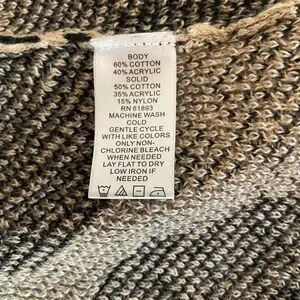 BODY
60% COTTON
40% ACRYLIC
SOLID
50% COTTON
35% ACRYLIC
15% NYLON
RN 81893
MACHINE WASH
COLD
GENTLE CYCLE
WITH LIKE COLORS
ONLY NON-
CHLORINE BLEACH
WHEN NEEDED
LAY FLAT TO DRY
LOW IRON IF
NEEDED